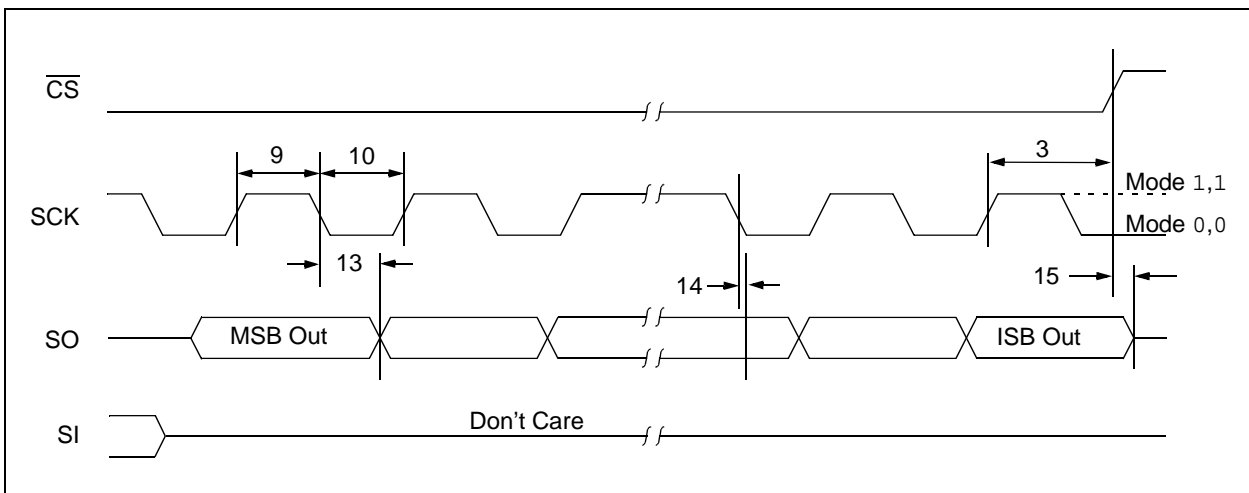 CS
9
10
3
Mode 1,1
SCK
Mode 0,0
13
14
15
SO
MSB Out
ISB Out
Don't Care
SI